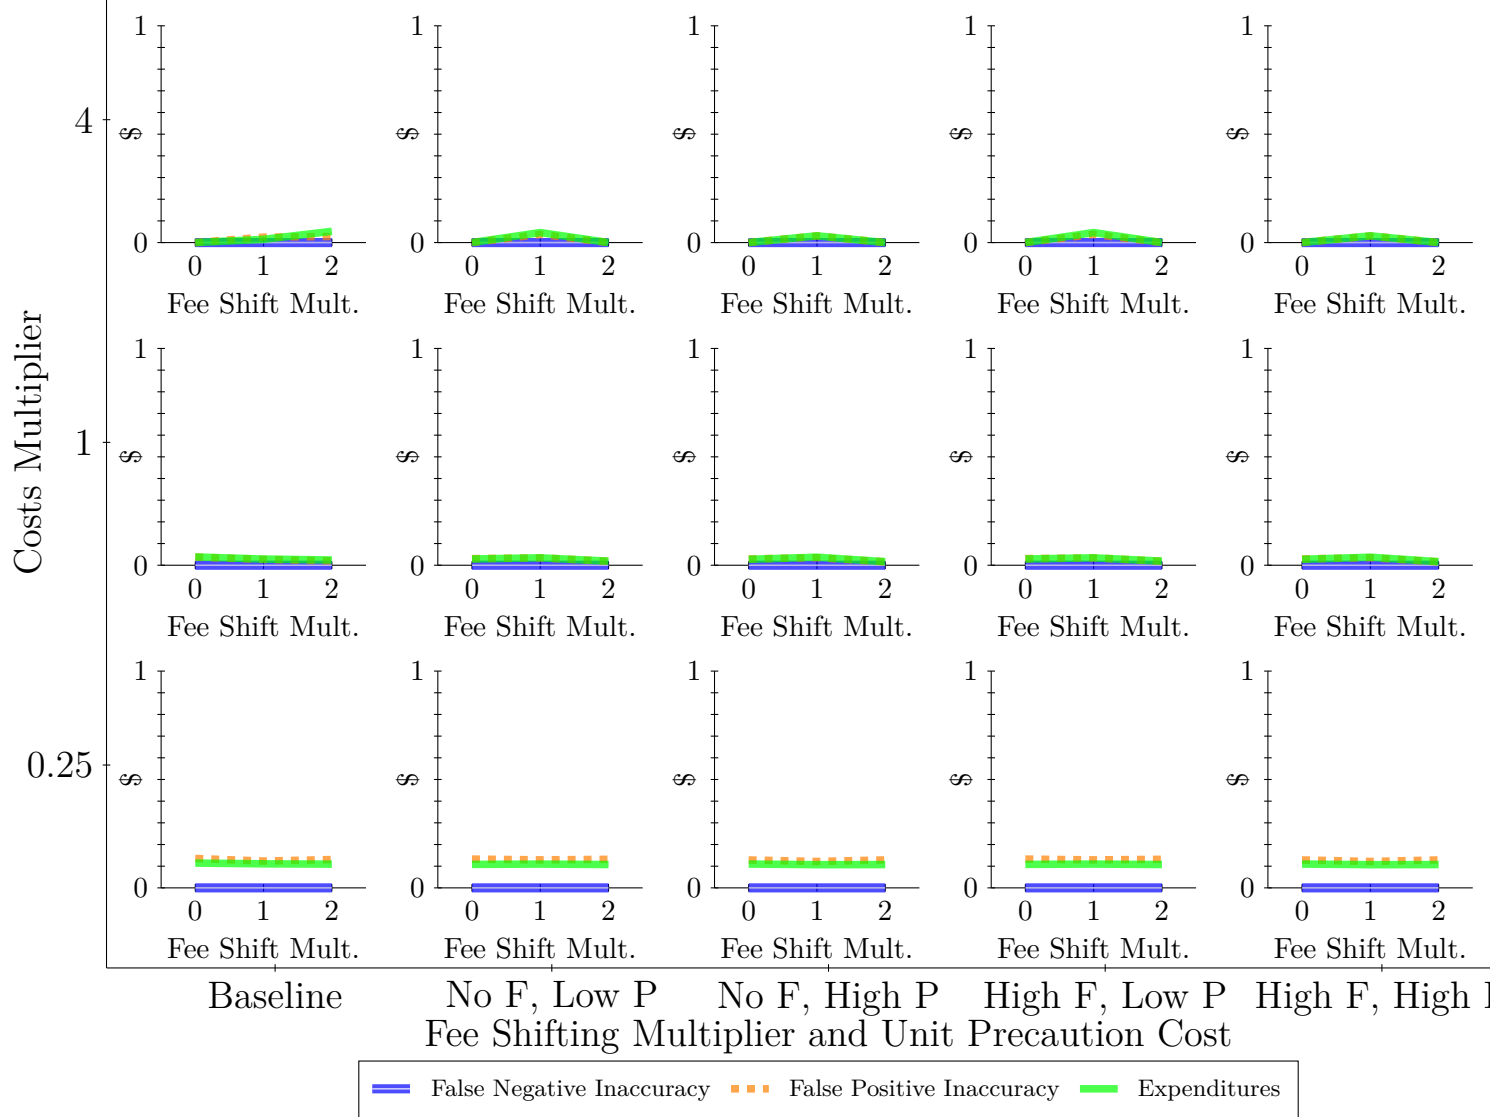 1 1 1 1 1
4 $ $ $ $ $
0 0 0 0 0
0 1 2 0 1 2 0 1 2 0 1 2 0 1 2
Fee Shift Mult. Fee Shift Mult. Fee Shift Mult. Fee Shift Mult. Fee Shift Mult.
Costs Multiplier
1 1 1 1 1
1 $ $ $ $ $
0 0 0 0 0
0 1 2 0 1 2 0 1 2 0 1 2 0 1 2
Fee Shift Mult. Fee Shift Mult. Fee Shift Mult. Fee Shift Mult. Fee Shift Mult.
1 1 1 1 1
0.25 $ $ $ $ $
0 0 0 0 0
0 1 2 0 1 2 0 1 2 0 1 2 0 1 2
Fee Shift Mult. Fee Shift Mult. Fee Shift Mult. Fee Shift Mult. Fee Shift Mult.
Baseline No F, Low P No F, High P High F, Low P High F, High
Fee Shifting Multiplier and Unit Precaution Cost
False Negative Inaccuracy False Positive Inaccuracy Expenditures